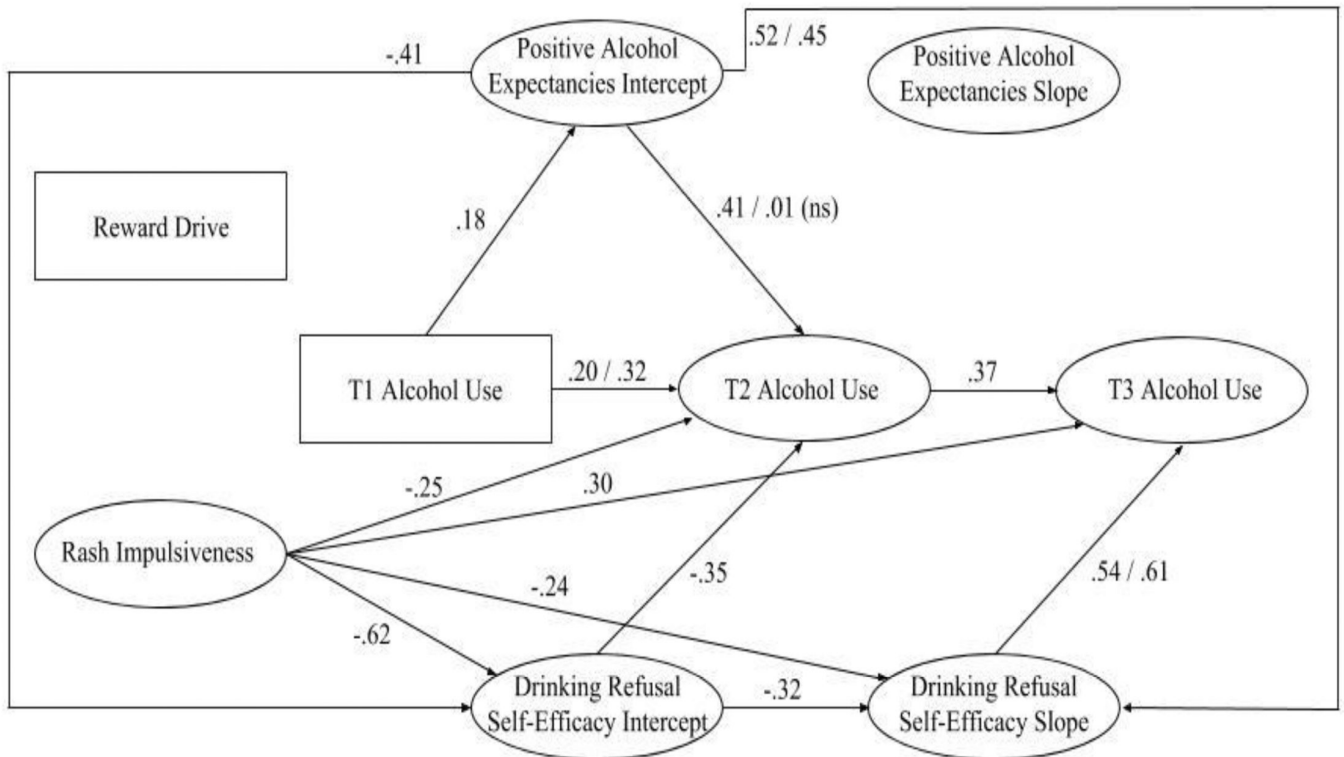 -.41
Positive Alcohol
Expectancies Intercept
.52 / .45
Positive Alcohol
Expectancies Slope
Reward Drive
.18
.41 / .01 (ns)
T1 Alcohol Use
.20 / .32
T2 Alcohol Use
.37
T3 Alcohol Use
-.25
.30
Rash Impulsiveness
-.62
-.24
-.35
.54 / .61
Drinking Refusal
Self-Efficacy Intercept
-.32
Drinking Refusal
Self-Efficacy Slope